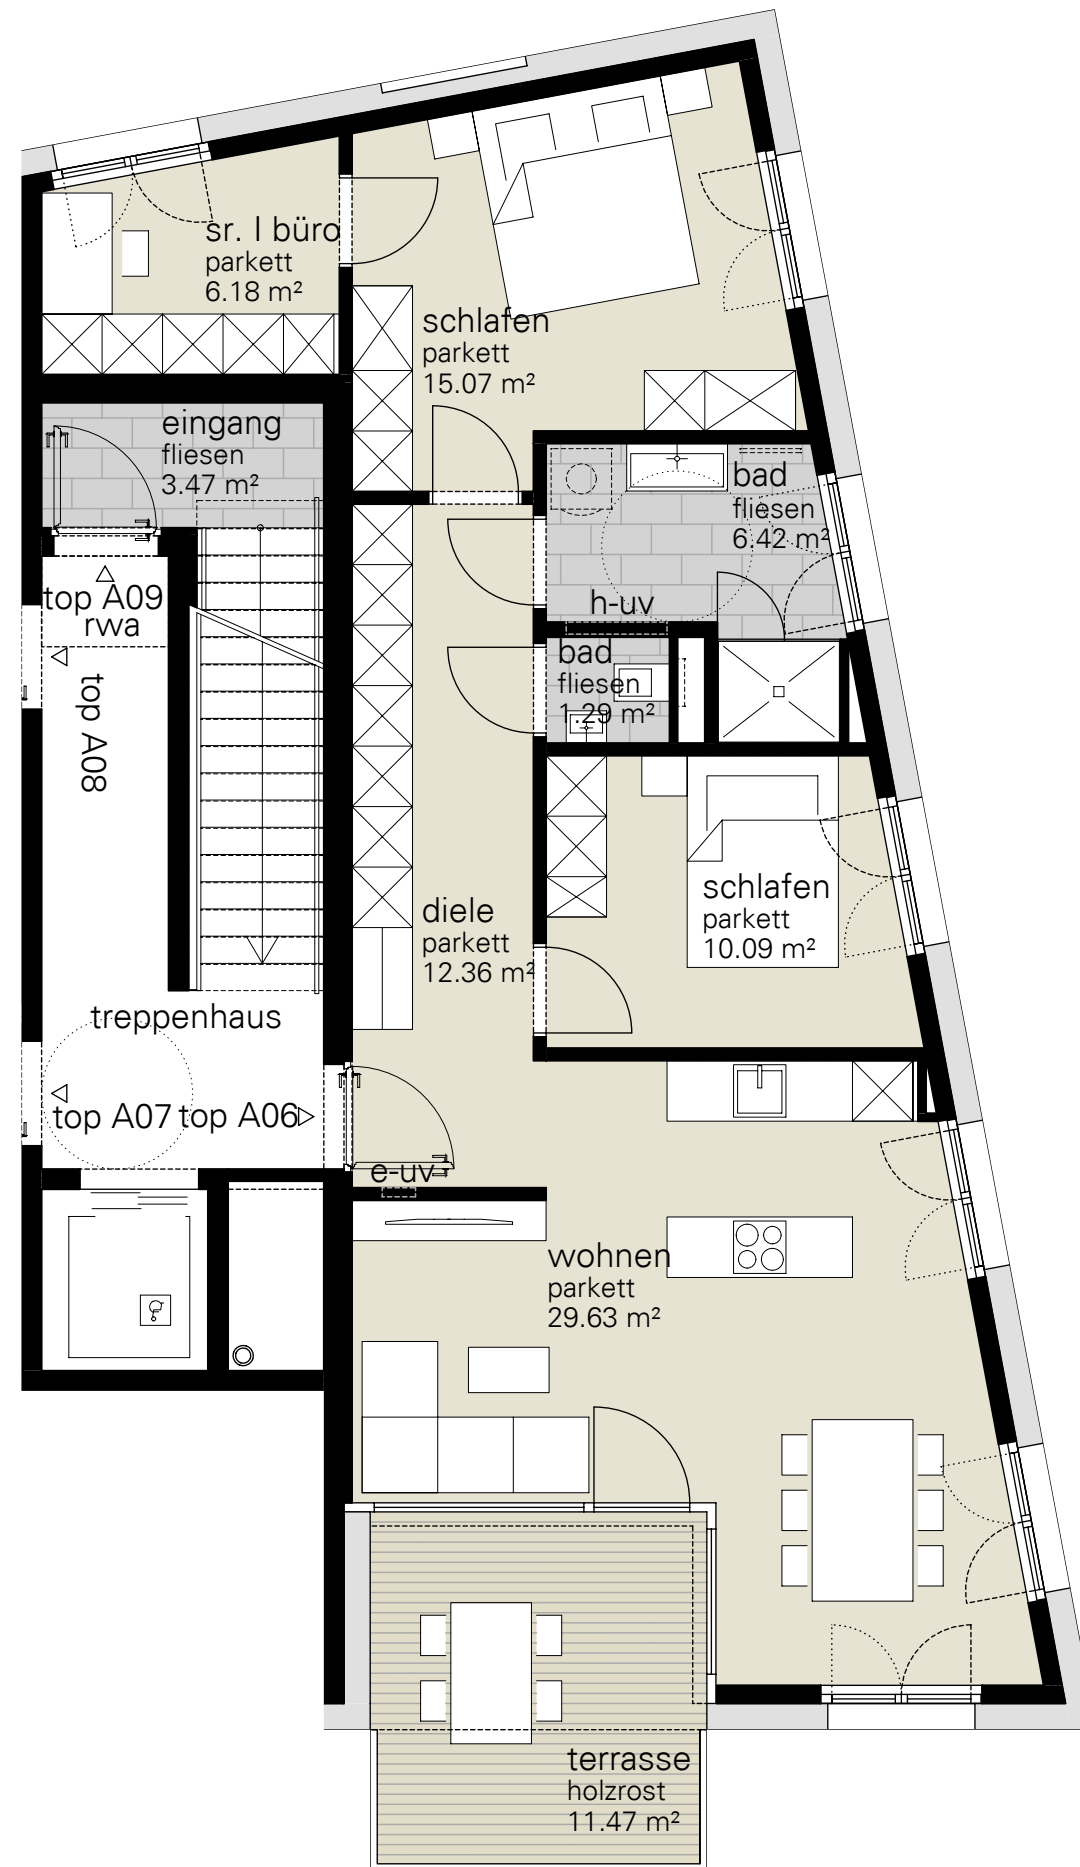 sr. I büro
parkett
6.18 m²
schlafen
parkett
15.07 m²
eingang
fliesen
3.47 m²
bad
fliesen
6.42 m²
top A09
rwa
h-uv
bad
fliesen
1.29 m²
top A08
schlafen
parkett
10.09 m²
diele
parkett
12.36 m²
treppenhaus
top A07
top A06
e-uv
wohnen
parkett
29.63 m²
terrasse
holzrost
11.47 m²